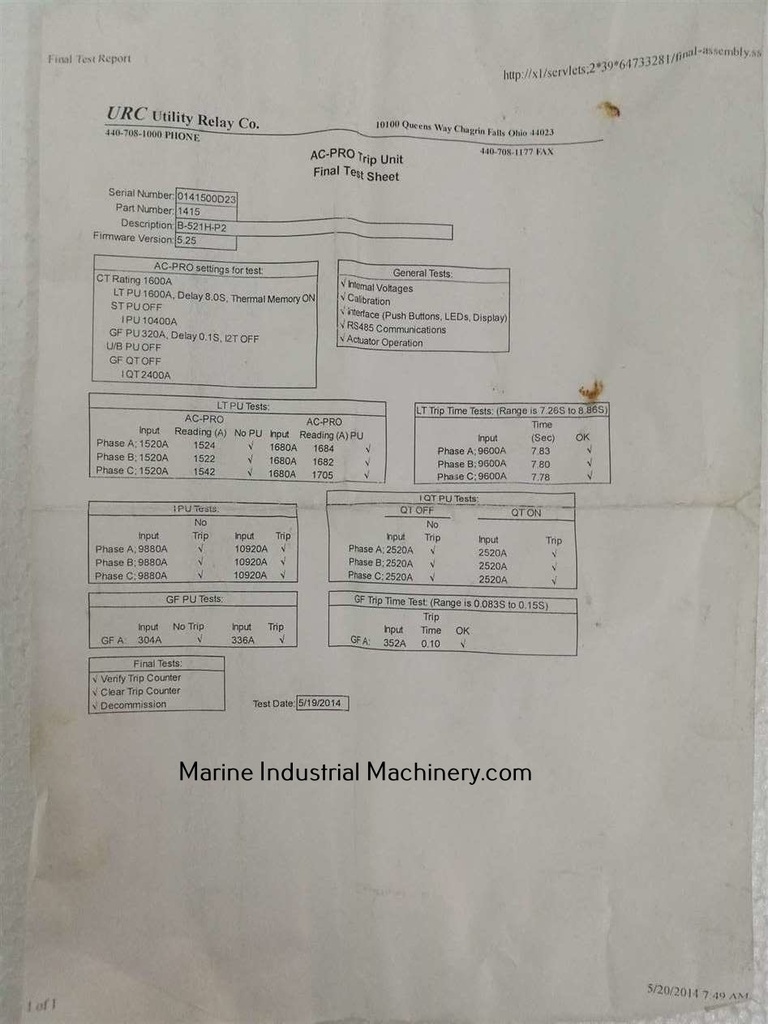 Final Test Report
http://x1/servlets:2*39*64733281/final-assembly.ss
URC Utility Relay Co.
10100 Queens Way Chagrin Falls Ohio 44023
440-708-1000 PHONE
440-708-1177 FAX
AC-PRO Trip Unit
Final Test Sheet
Serial Number: 0141500D23
Part Number: 1415
Description: B-521H-P2
Firmware Version: 5.25
AC-PRO settings for test:
CT Rating 1600A
LT PU 1600A, Delay 8.0S, Thermal Memory ON
ST PU OFF
I PU 10400A
GF PU 320A, Delay 0.1S, I2T OFF
U/B PU OFF
GF QT OFF
I QT 2400A
General Tests:
√ Internal Voltages
√ Calibration
√ Interface (Push Buttons, LEDs, Display)
√ RS485 Communications
√ Actuator Operation
LT PU Tests:
AC-PRO AC-PRO
Input Reading (A) No PU Input Reading (A) PU
Phase A: 1520A 1524 √ 1680A 1684 √
Phase B: 1520A 1522 √ 1680A 1682 √
Phase C: 1520A 1542 √ 1680A 1705 √
LT Trip Time Tests: (Range is 7.26S to 8.86S)
Time
Input (Sec) OK
Phase A: 9600A 7.83 √
Phase B: 9600A 7.80 √
Phase C: 9600A 7.78 √
I PU Tests:
No
Input Trip Input Trip
Phase A: 9880A √ 10920A √
Phase B: 9880A √ 10920A √
Phase C: 9880A √ 10920A √
I QT PU Tests:
QT OFF QT ON
No
Input Trip Input Trip
Phase A: 2520A √ 2520A √
Phase B: 2520A √ 2520A √
Phase C: 2520A √ 2520A √
GF PU Tests:
Input No Trip Input Trip
GF A: 304A √ 336A √
GF Trip Time Test: (Range is 0.083S to 0.15S)
Trip
Input Time OK
GF A: 352A 0.10 √
Final Tests:
√ Verify Trip Counter
√ Clear Trip Counter
√ Decommission
Test Date: 5/19/2014
Marine Industrial Machinery.com
1 of 1
5/20/2014 7:49 AM